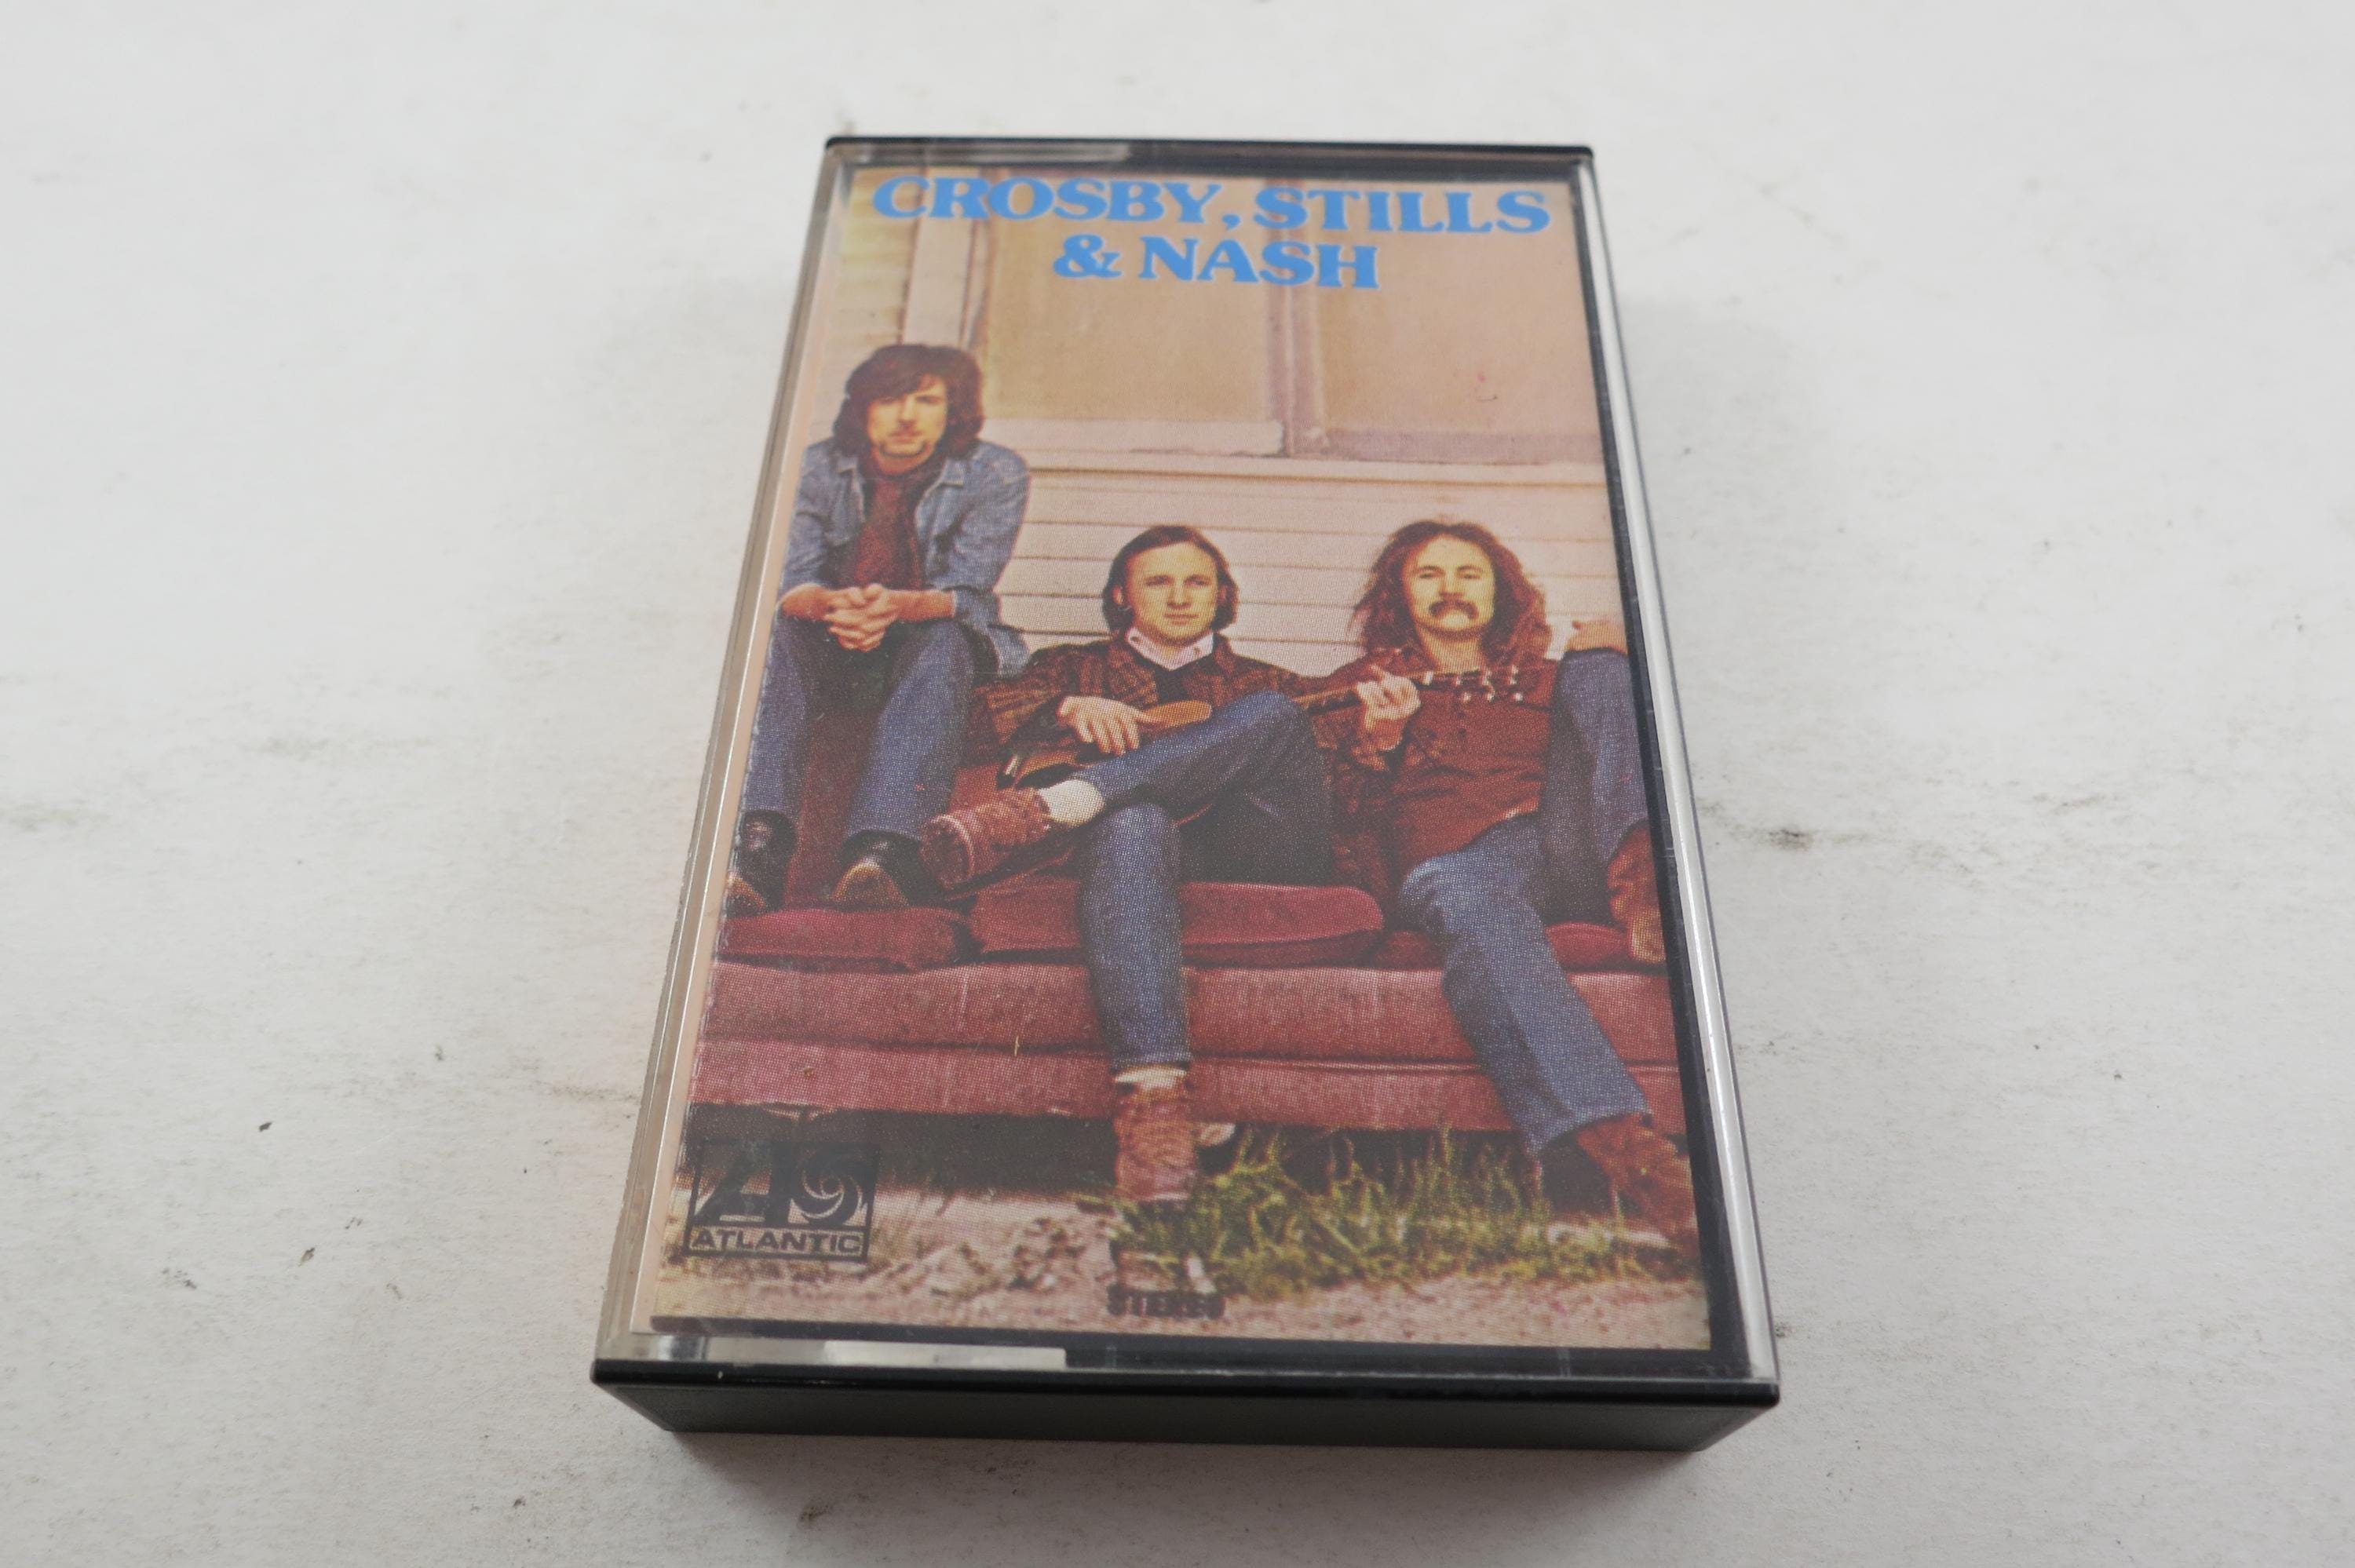 CROSBY, STILLS
& NASH
ATLANTIC
STEREO